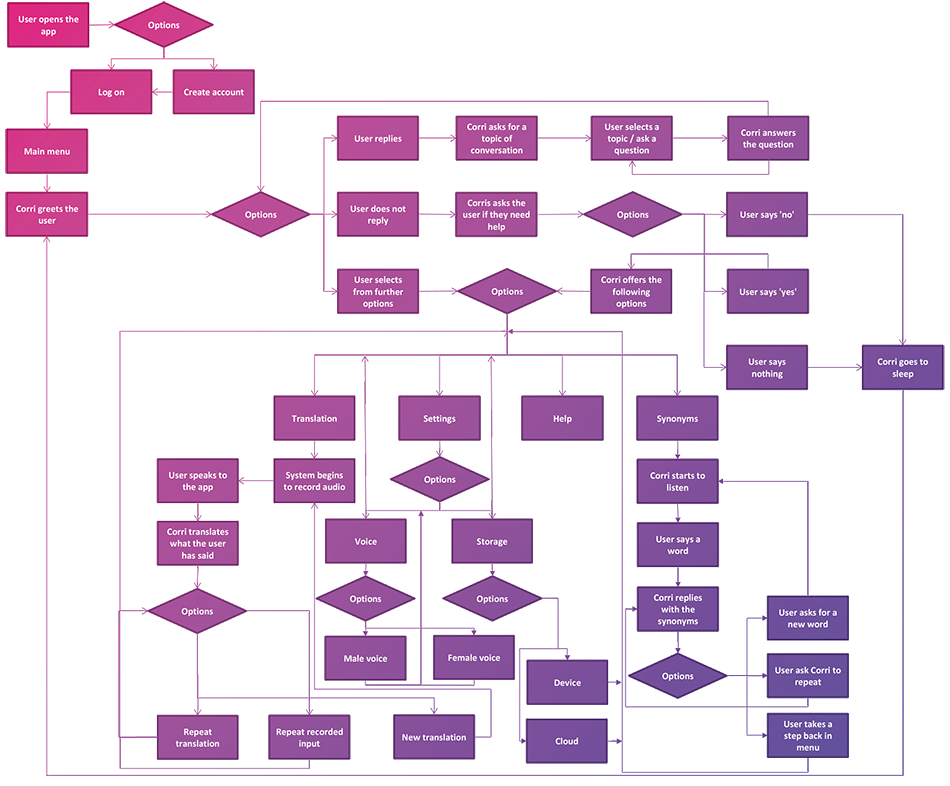 User opens the
app
Options
Log on
Create account
Main menu
User replies
Corri asks for a
topic of
conversation
User selects a
topic / ask a
question
Corri answers
the question
Corri greets the
user
Options
User does not
reply
Corris asks the
user if they need
help
Options
User says 'no'
User selects
from further
options
Options
Corri offers the
following
options
User says 'yes'
User says
nothing
Corri goes to
sleep
Translation
Settings
Help
Synonyms
User speaks to
the app
System begins
to record audio
Options
Corri starts to
listen
Corri translates
what the user
has said
Voice
Storage
User says a
word
Options
Options
Options
Corri replies
with the
synonyms
User asks for a
new word
Male voice
Female voice
Device
Options
User ask Corri to
repeat
Repeat
translation
Repeat recorded
input
New translation
Cloud
User takes a
step back in
menu